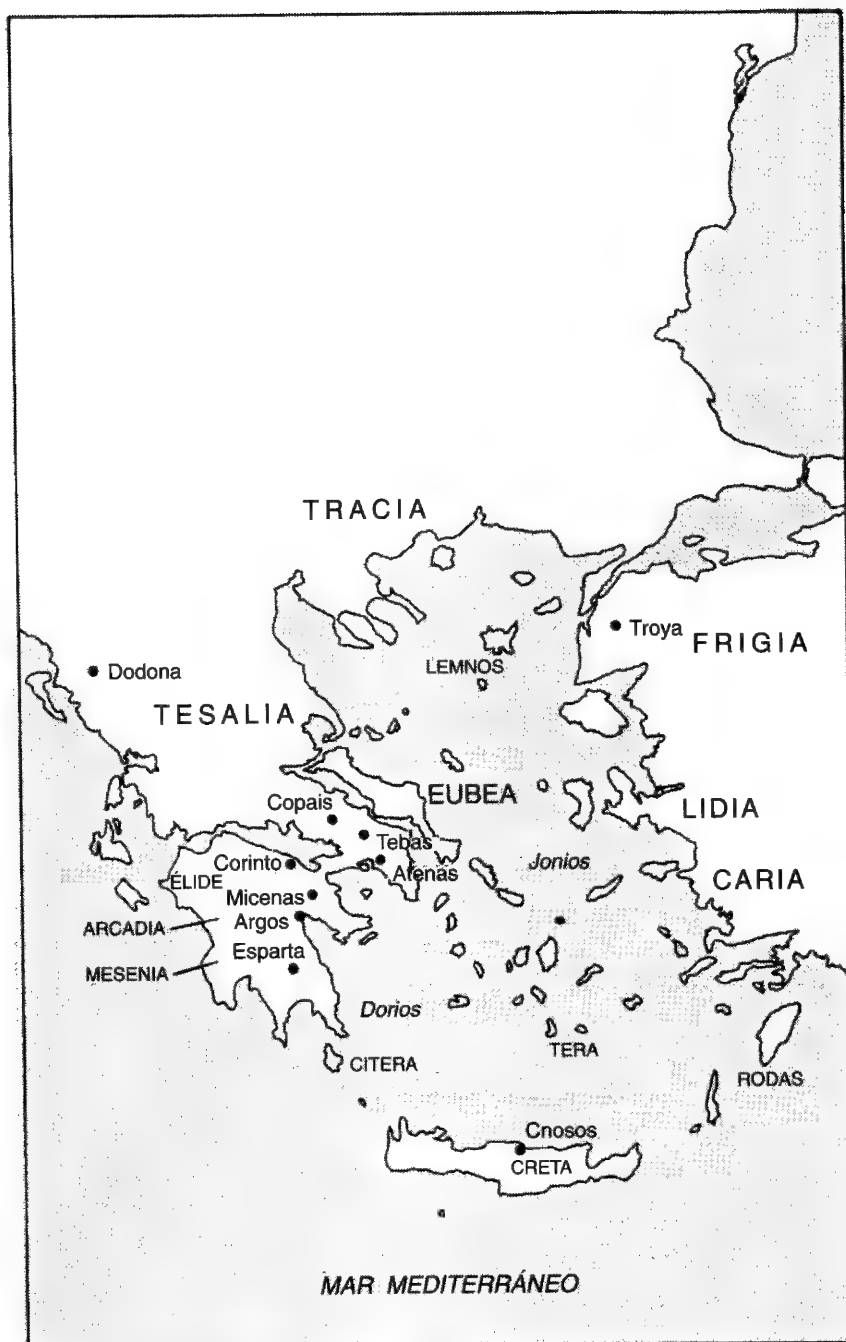 TRACIA
Troya
FRIGIA
LEMNOS
Dodona
TESALIA
EUBEA
Copais
LIDIA
Tebas
Jonios
Corinto
Atenas
ELIDE
CARIA
Micenas
ARCADIA
Argos
Esparta
MESENIA
Dorios
TERA
CITERA
RODAS
Cnosos
CRETA
MAR MEDITERRÁNEO